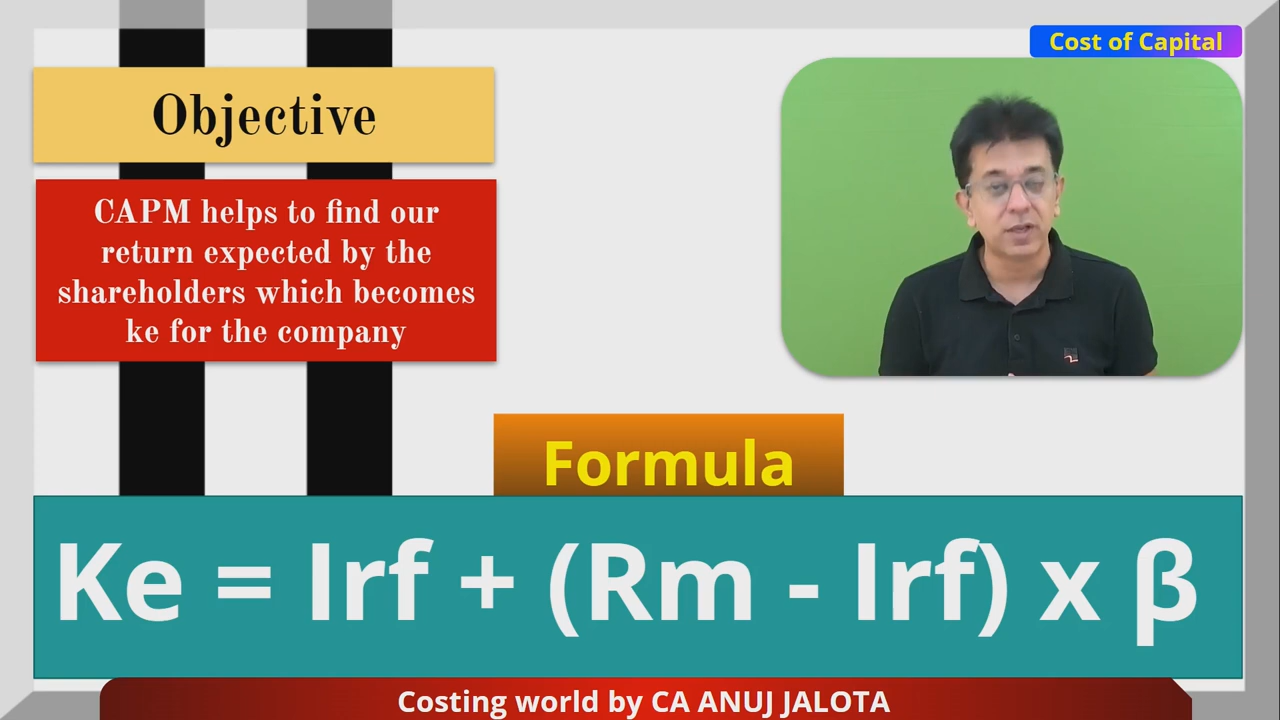 Cost of Capital
Objective
CAPM helps to find our
return expected by the
shareholders which becomes
ke for the company
Formula
Ke = Irf + (Rm - Irf) x β
Costing world by CA ANUJ JALOTA